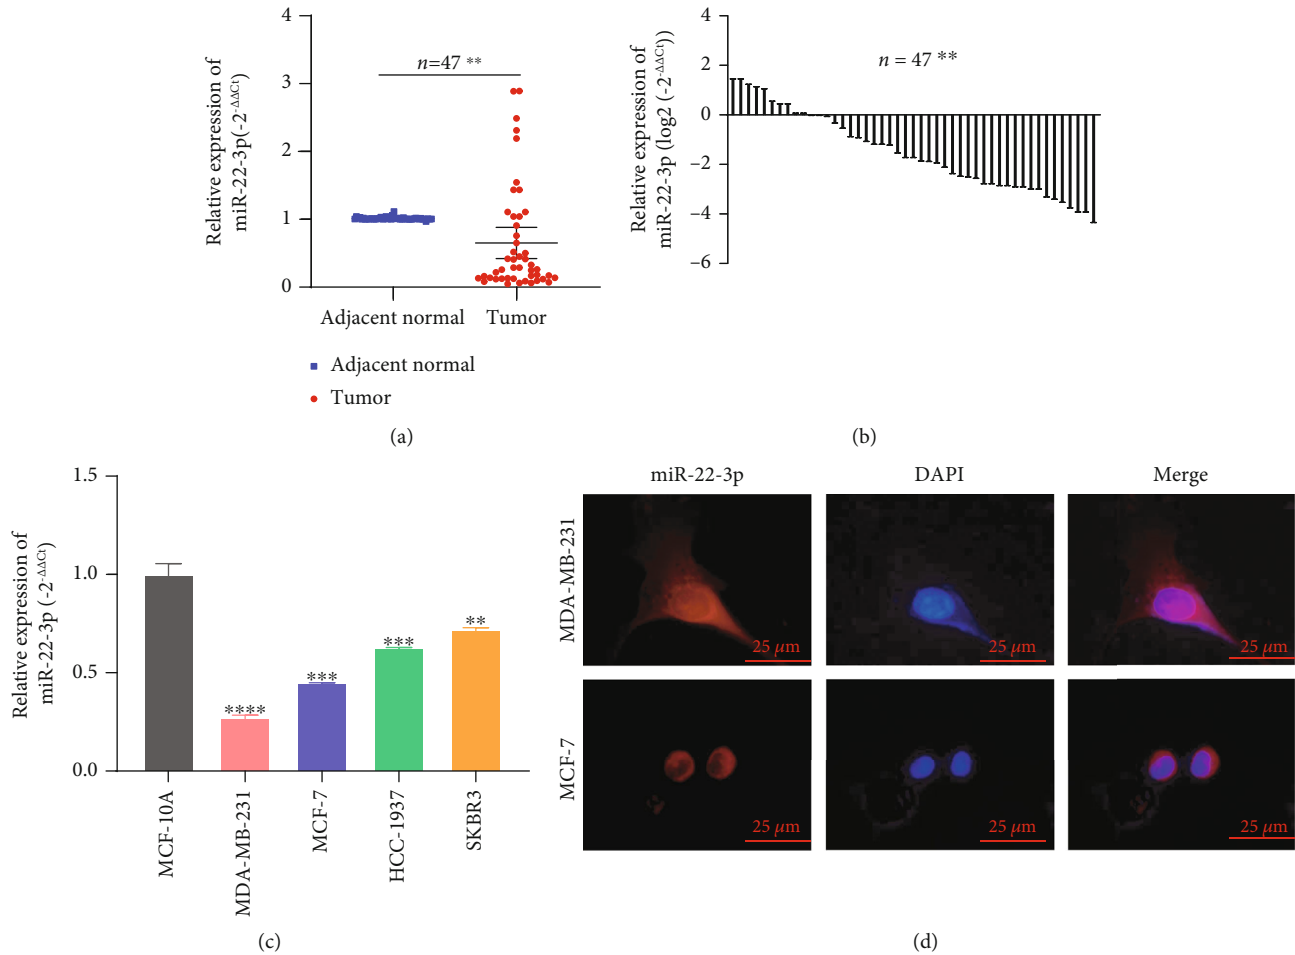 Relative expression of
miR-22-3p(-2^-ΔΔCt)
4
3
2
1
0
n=47 **
Adjacent normal
Tumor
Adjacent normal
Tumor
(a)
Relative expression of
miR-22-3p (log2 (-2^-ΔΔCt))
4
2
0
−2
−4
−6
n = 47 **
(b)
Relative expression of
miR-22-3p (-2^-ΔΔCt)
1.5
1.0
0.5
0.0
****
***
***
**
MCF-10A
MDA-MB-231
MCF-7
HCC-1937
SKBR3
(c)
miR-22-3p
DAPI
Merge
MDA-MB-231
25 μm
25 μm
25 μm
MCF-7
25 μm
25 μm
25 μm
(d)